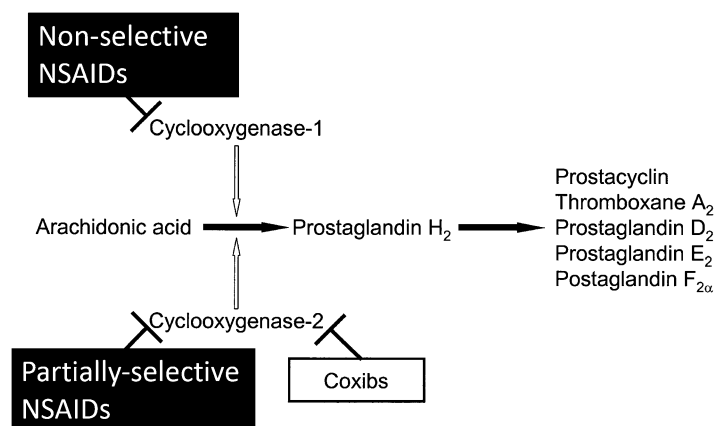 Non-selective
NSAIDs
Cyclooxygenase-1
Arachidonic acid
Prostaglandin H₂
Prostacyclin
Thromboxane A₂
Prostaglandin D₂
Prostaglandin E₂
Postaglandin F₂α
Cyclooxygenase-2
Partially-selective
NSAIDs
Coxibs